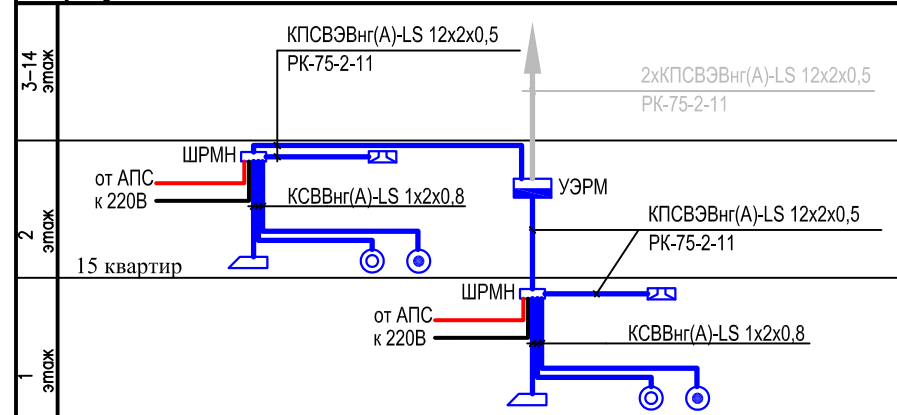 3–14
этаж
КПСВЭВнг(А)-LS 12х2х0,5
РК-75-2-11
2хКПСВЭВнг(А)-LS 12х2х0,5
РК-75-2-11
2
этаж
ШРМН
от АПС
к 220В
КСВВнг(А)-LS 1х2х0,8
УЭРМ
КПСВЭВнг(А)-LS 12х2х0,5
РК-75-2-11
15 квартир
1
этаж
ШРМН
от АПС
к 220В
КСВВнг(А)-LS 1х2х0,8